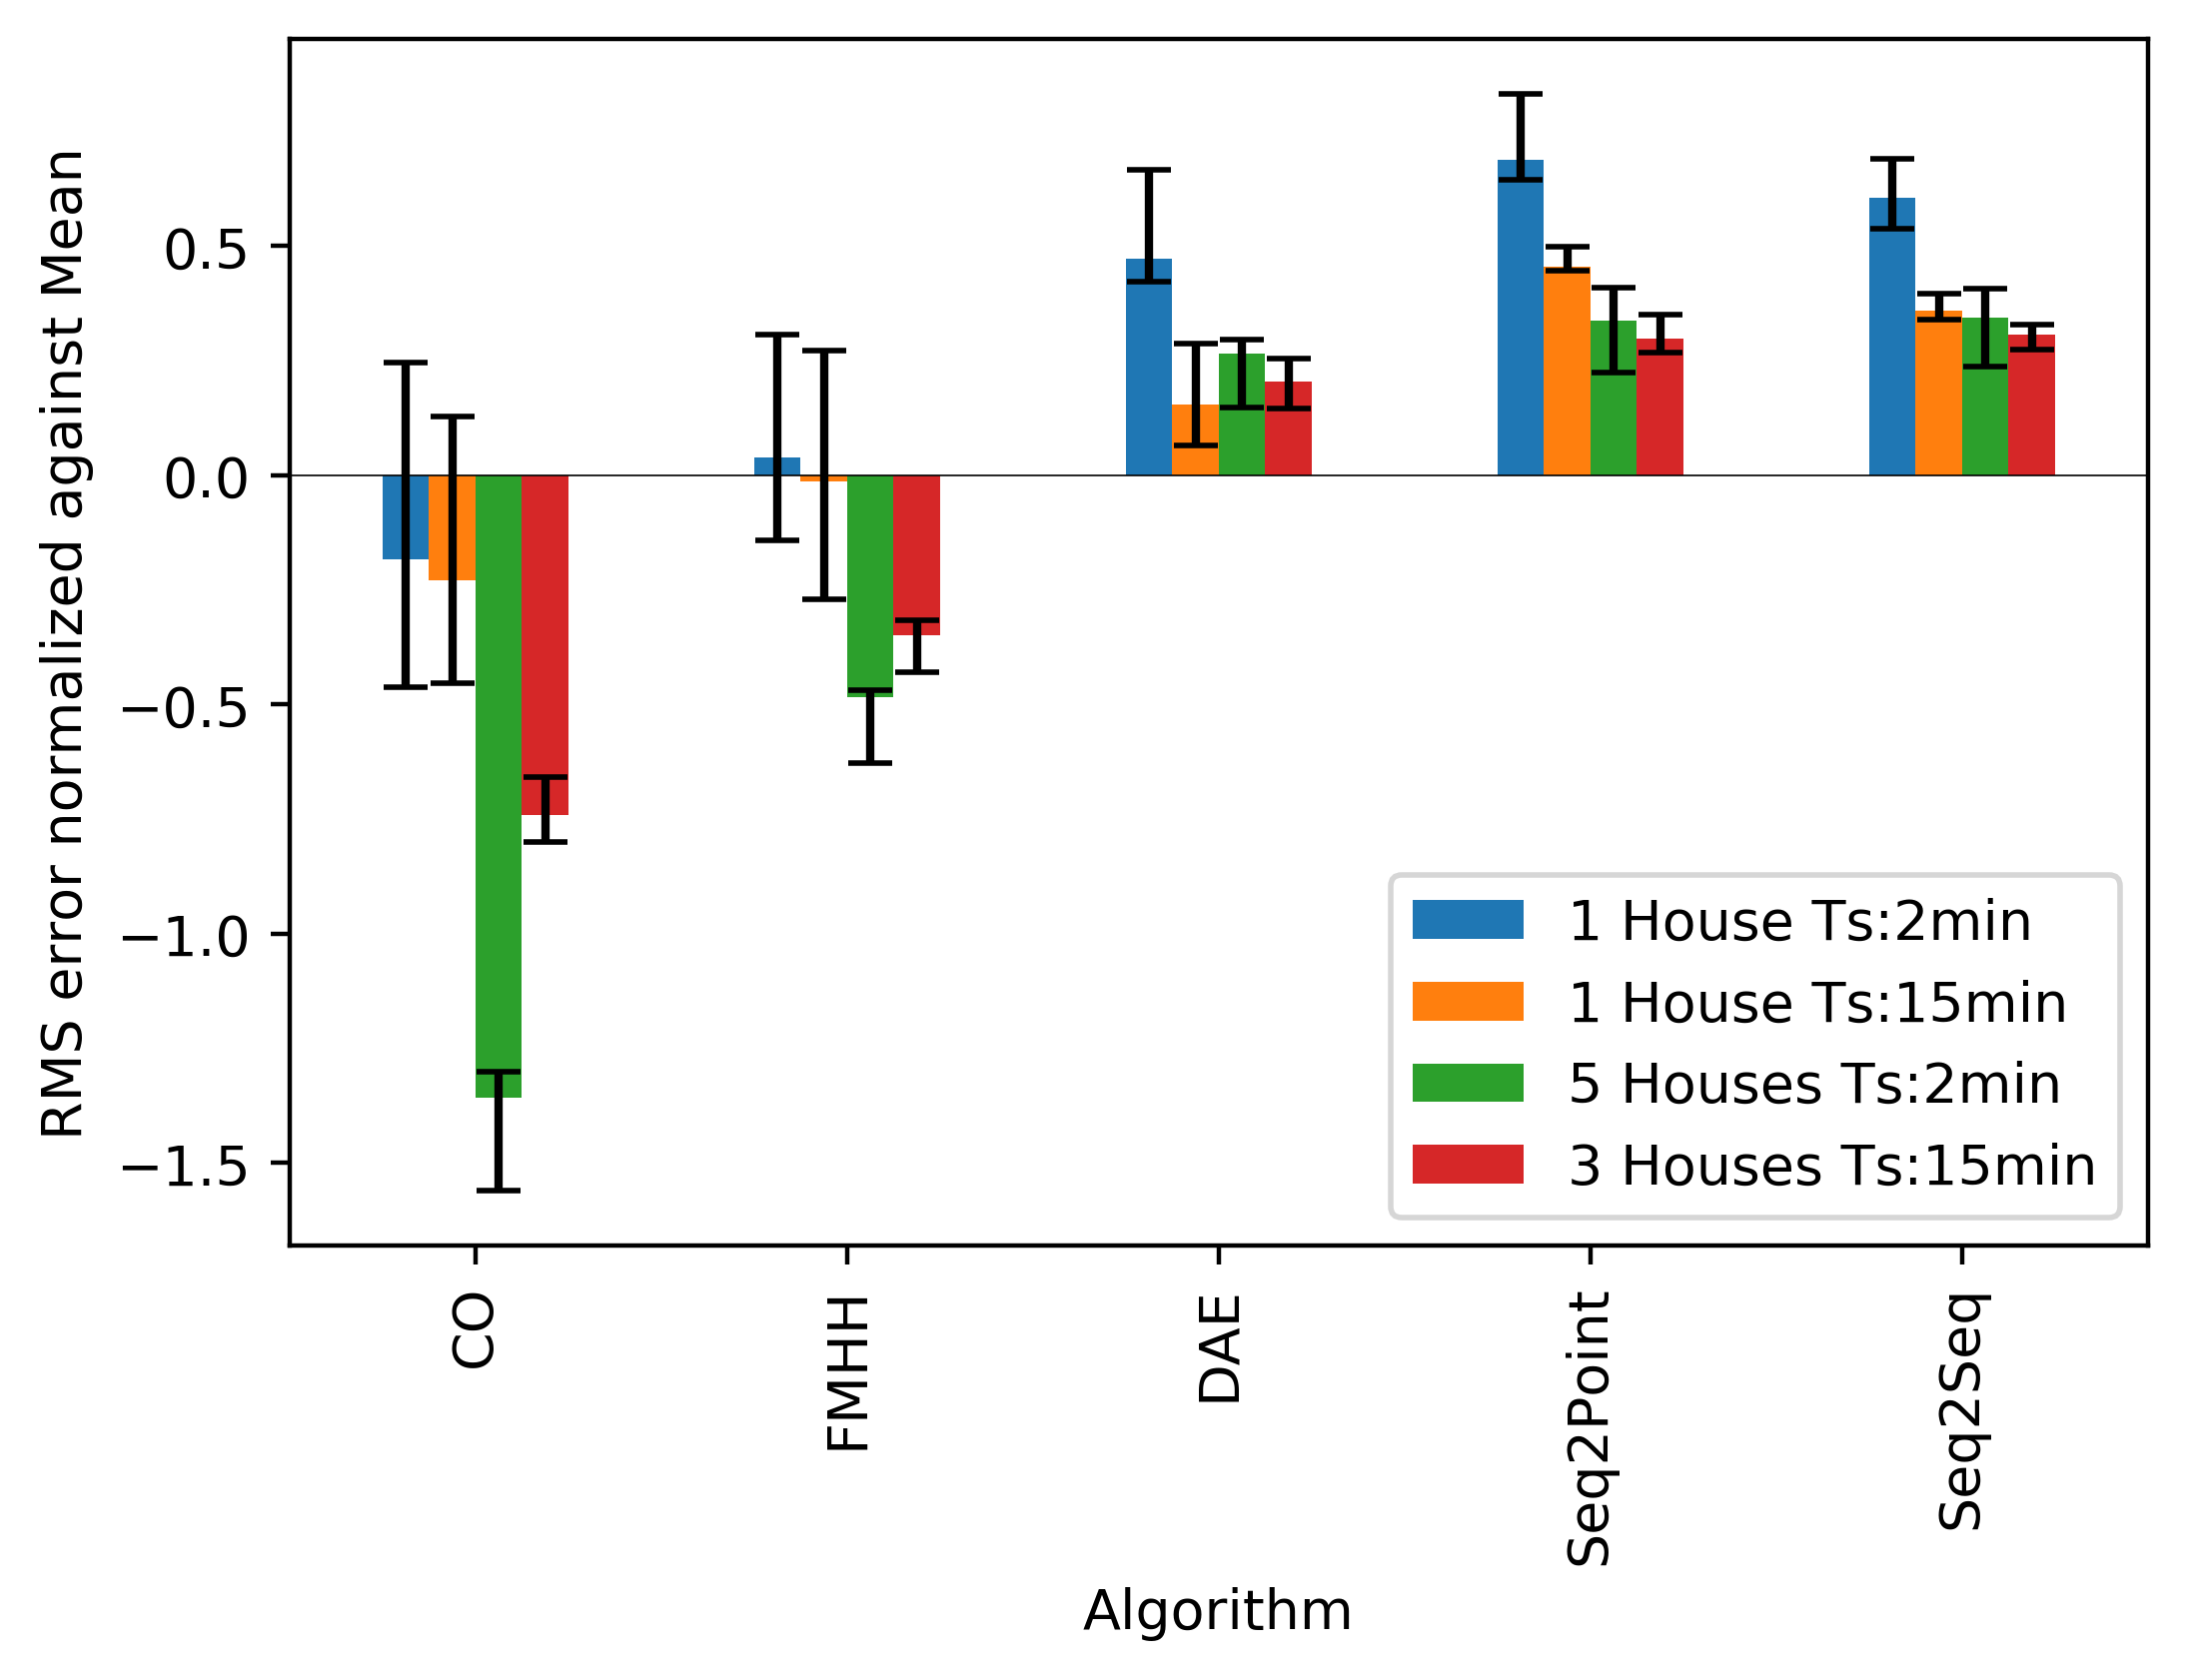 RMS error normalized against Mean
0.5
0.0
−0.5
−1.0
−1.5
1 House Ts:2min
1 House Ts:15min
5 Houses Ts:2min
3 Houses Ts:15min
CO
FMHH
DAE
Seq2Point
Seq2Seq
Algorithm